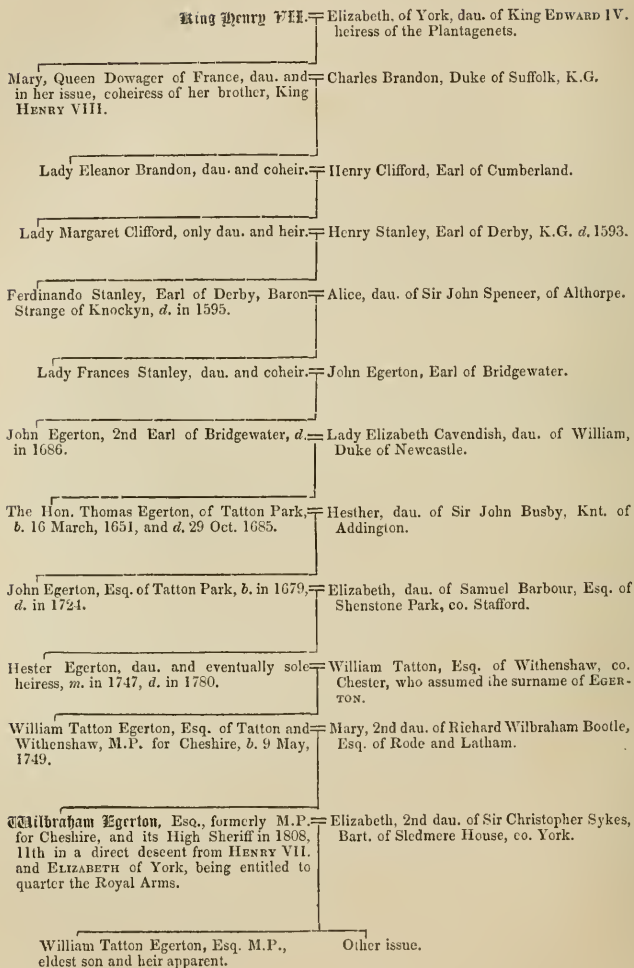 King Henry VII. = Elizabeth. of York, dau. of King EDWARD IV.
heiress of the Plantagenets.
Mary, Queen Dowager of France, dau. and = Charles Brandon, Duke of Suffolk, K.G.
in her issue, coheiress of her brother, King
HENRY VIII.
Lady Eleanor Brandon, dau. and coheir. = Henry Clifford, Earl of Cumberland.
Lady Margaret Clifford, only dau. and heir. = Henry Stanley, Earl of Derby, K.G. d. 1593.
Ferdinando Stanley, Earl of Derby, Baron = Alice, dau. of Sir John Spencer, of Althorpe.
Strange of Knockyn, d. in 1595.
Lady Frances Stanley, dau. and coheir. = John Egerton, Earl of Bridgewater.
John Egerton, 2nd Earl of Bridgewater, d. = Lady Elizabeth Cavendish, dau. of William,
in 1686. Duke of Newcastle.
The Hon. Thomas Egerton, of Tatton Park, = Hesther, dau. of Sir John Busby, Knt. of
b. 16 March, 1651, and d. 29 Oct. 1685. Addington.
John Egerton, Esq. of Tatton Park, b. in 1679, = Elizabeth, dau. of Samuel Barbour, Esq. of
d. in 1724. Shenstone Park, co. Stafford.
Hester Egerton, dau. and eventually sole = William Tatton, Esq. of Withenshaw, co.
heiress, m. in 1747, d. in 1780. Chester, who assumed the surname of EGER-
TON.
William Tatton Egerton, Esq. of Tatton and = Mary, 2nd dau. of Richard Wilbraham Bootle,
Withenshaw, M.P. for Cheshire, b. 9 May, Esq. of Rode and Latham.
1749.
Wilbraham Egerton, Esq., formerly M.P. = Elizabeth, 2nd dau. of Sir Christopher Sykes,
for Cheshire, and its High Sheriff in 1808, Bart. of Sledmere House, co. York.
11th in a direct descent from HENRY VII.
and ELIZABETH of York, being entitled to
quarter the Royal Arms.
William Tatton Egerton, Esq. M.P., Other issue.
eldest son and heir apparent.